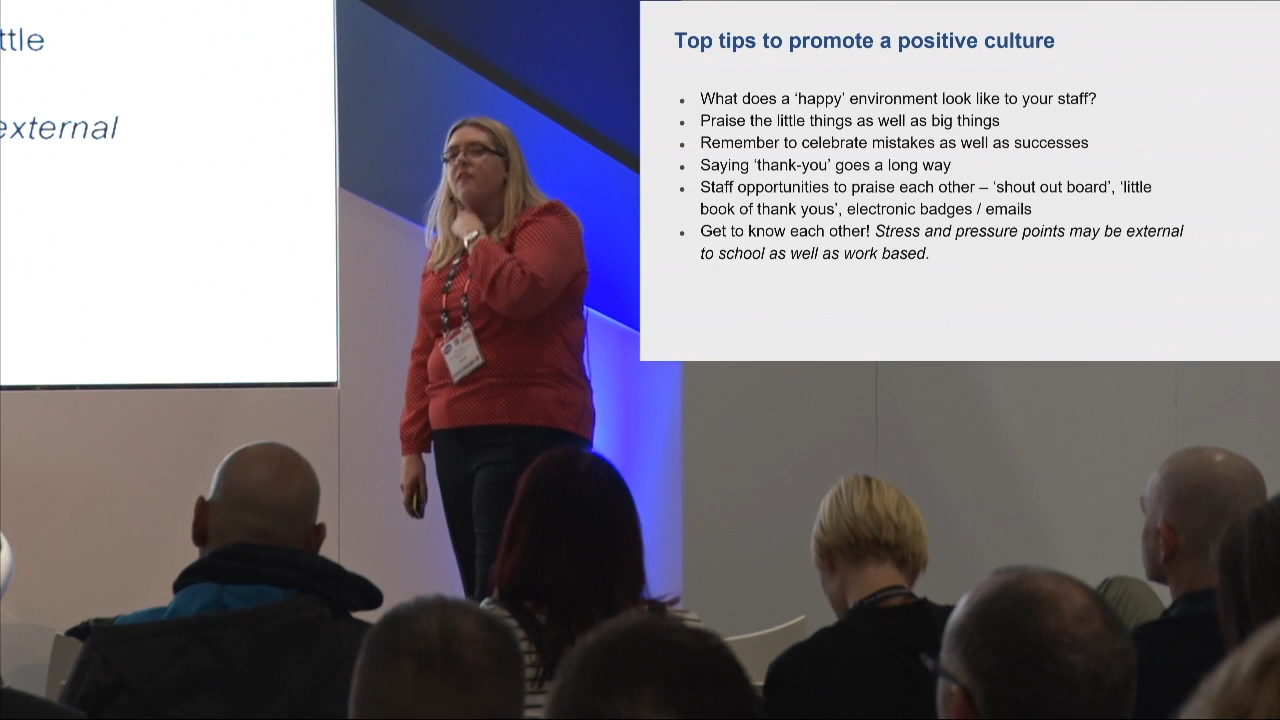 ttle
external
Top tips to promote a positive culture
What does a ‘happy’ environment look like to your staff?
Praise the little things as well as big things
Remember to celebrate mistakes as well as successes
Saying ‘thank-you’ goes a long way
Staff opportunities to praise each other – ‘shout out board’, ‘little
book of thank yous’, electronic badges / emails
Get to know each other! Stress and pressure points may be external
to school as well as work based.